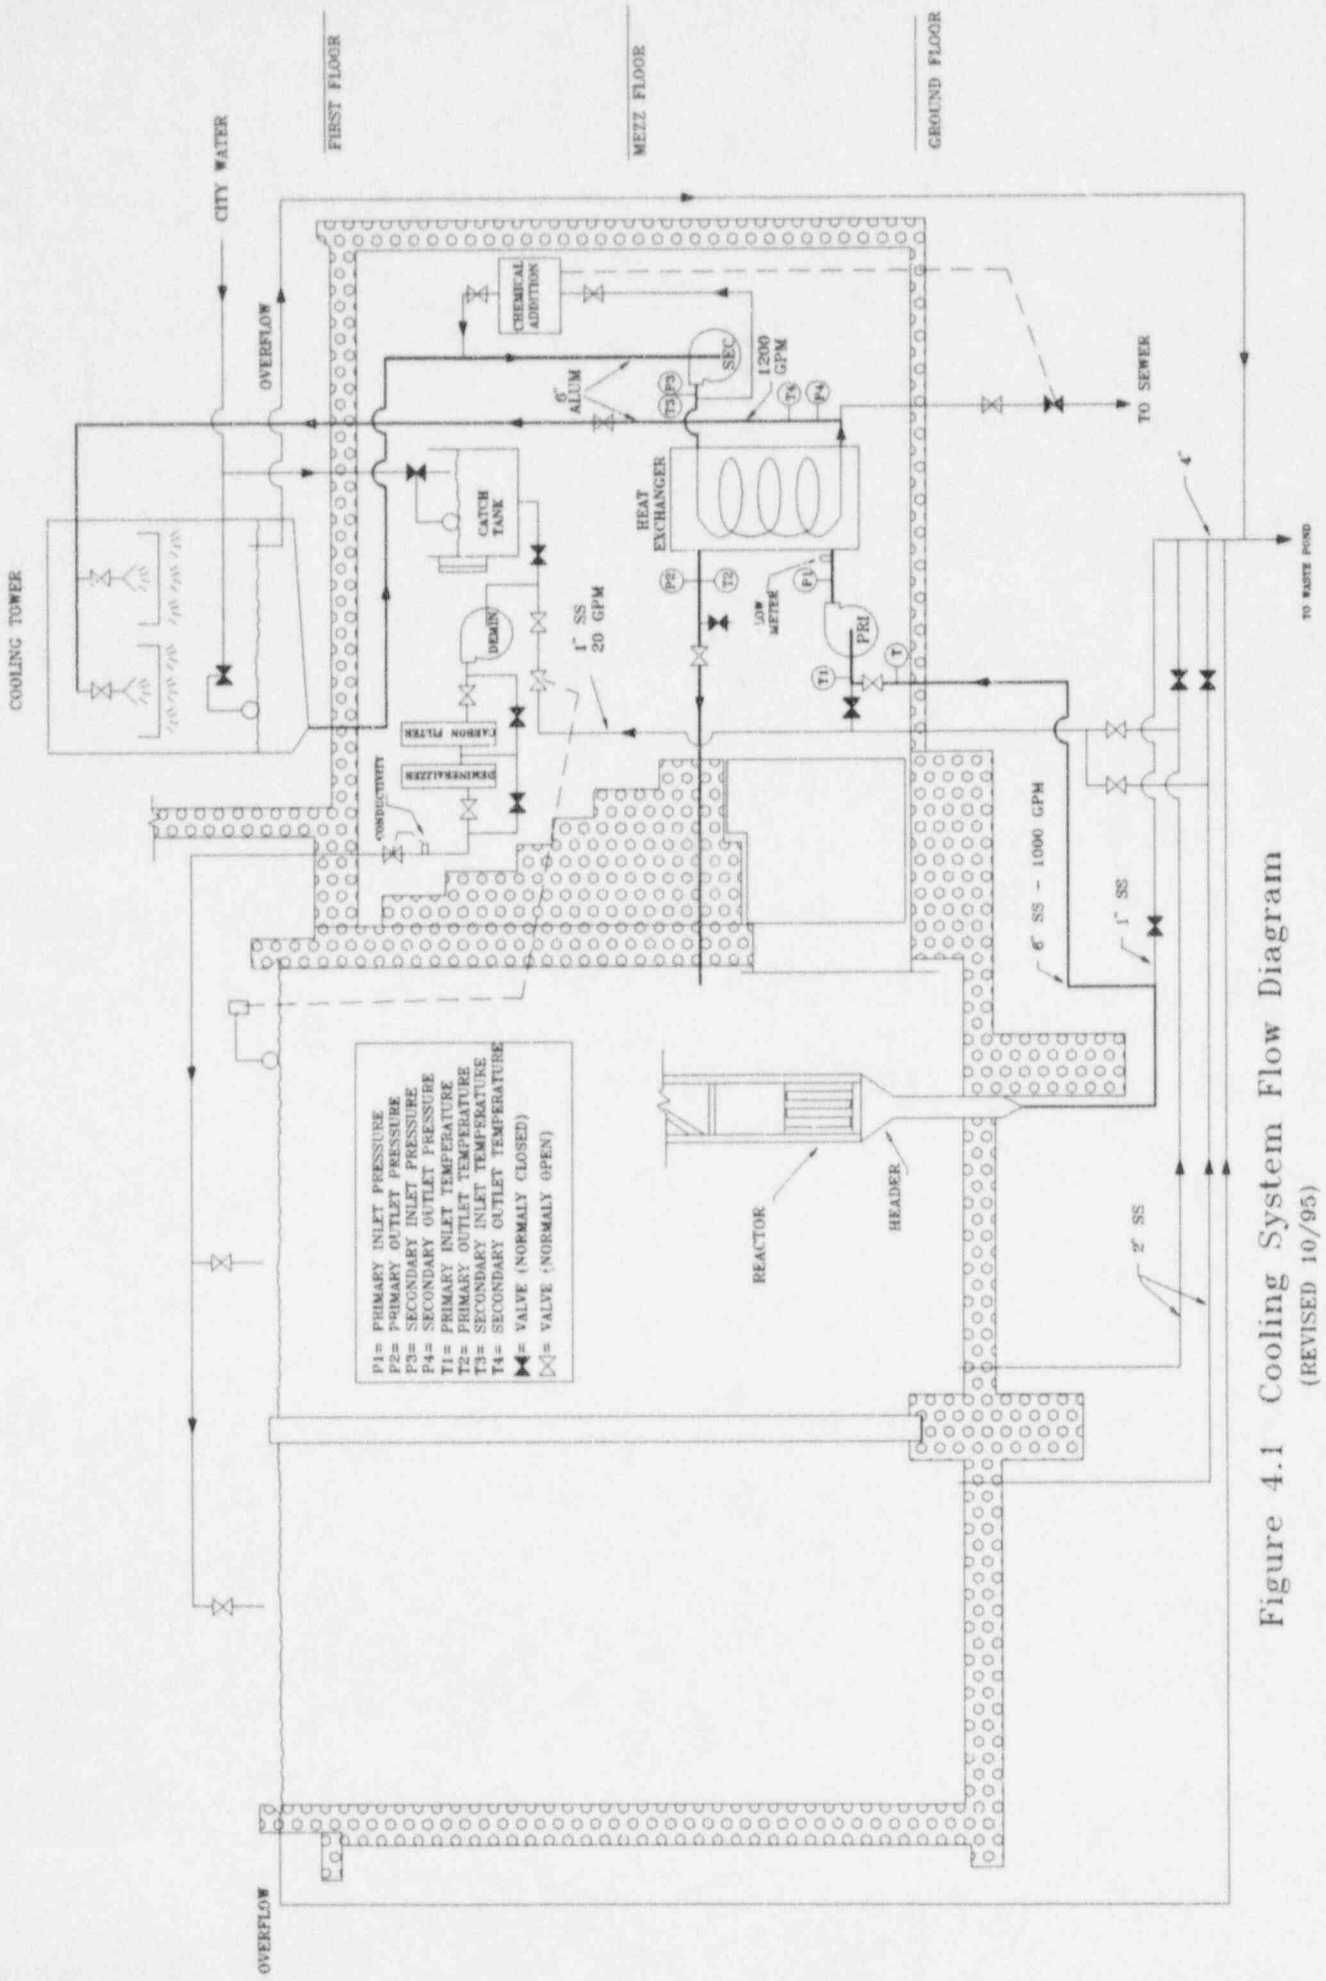 COOLING TOWER
CITY WATER
OVERFLOW
FIRST FLOOR
MEZZ FLOOR
GROUND FLOOR
CHEMICAL
ADDITION
6" ALUM
SEC
T3
P3
1200
GPM
T4
P4
TO SEWER
CATCH
TANK
HEAT
EXCHANGER
P2
T2
LOW
METER
P1
PRI
T1
T
DEMIN
1" SS
20 GPM
CARBON FILTER
DEMINERALIZER
CONDUCTIVITY
4"
TO WASTE POND
6" SS - 1000 GPM
1" SS
2" SS
REACTOR
HEADER
P1= PRIMARY INLET PRESSURE
P2= PRIMARY OUTLET PRESSURE
P3= SECONDARY INLET PRESSURE
P4= SECONDARY OUTLET PRESSURE
T1= PRIMARY INLET TEMPERATURE
T2= PRIMARY OUTLET TEMPERATURE
T3= SECONDARY INLET TEMPERATURE
T4= SECONDARY OUTLET TEMPERATURE
= VALVE (NORMALY CLOSED)
= VALVE (NORMALY OPEN)
OVERFLOW
Figure 4.1 Cooling System Flow Diagram
(REVISED 10/95)